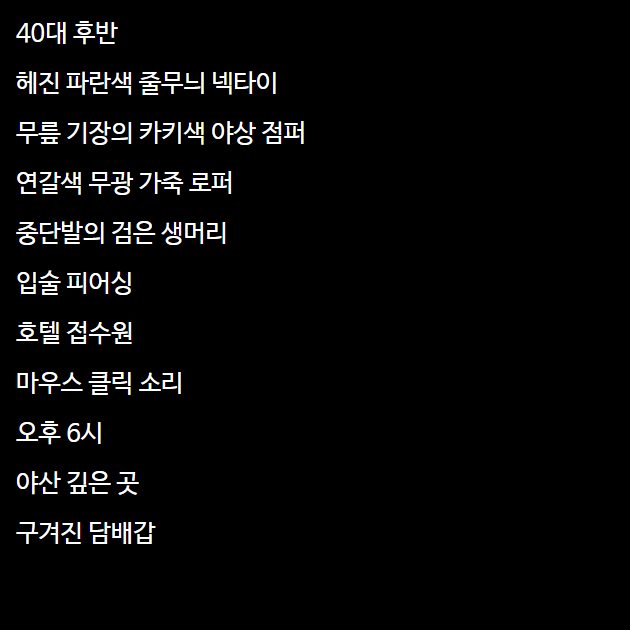 40대 후반
헤진 파란색 줄무늬 넥타이
무릎 기장의 카키색 야상 점퍼
연갈색 무광 가죽 로퍼
중단발의 검은 생머리
입술 피어싱
호텔 접수원
마우스 클릭 소리
오후 6시
야산 깊은 곳
구겨진 담배갑